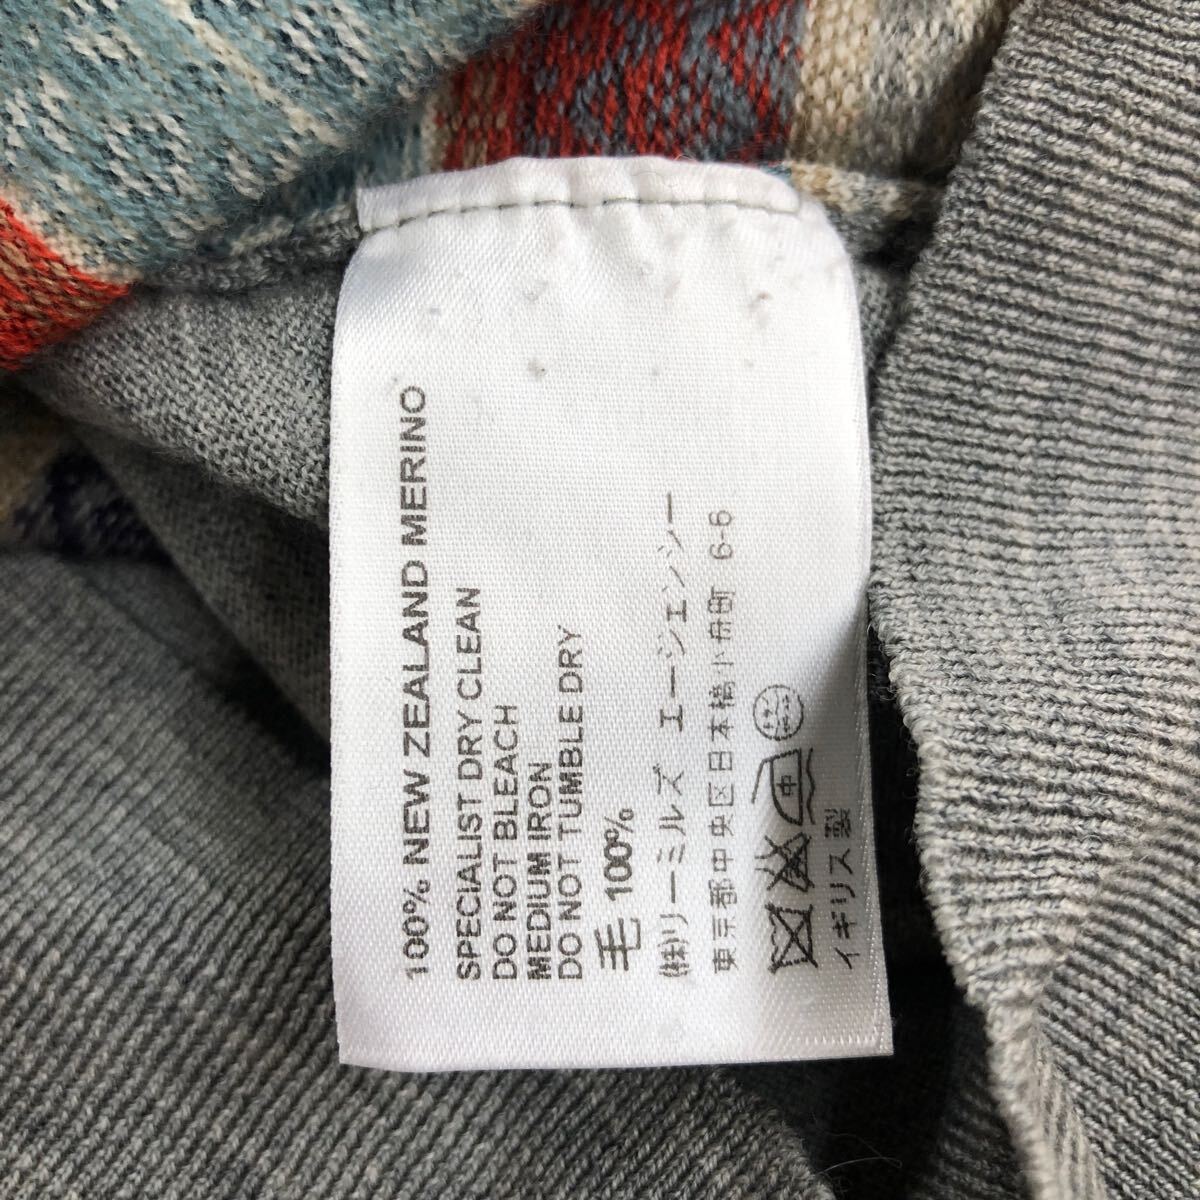 100% NEW ZEALAND MERINO
SPECIALIST DRY CLEAN
DO NOT BLEACH
MEDIUM IRON
DO NOT TUMBLE DRY
毛 100%
(株)リーミルズ エージェンシー
東京都中央区日本橋小舟町 6-6
中
イギリス製